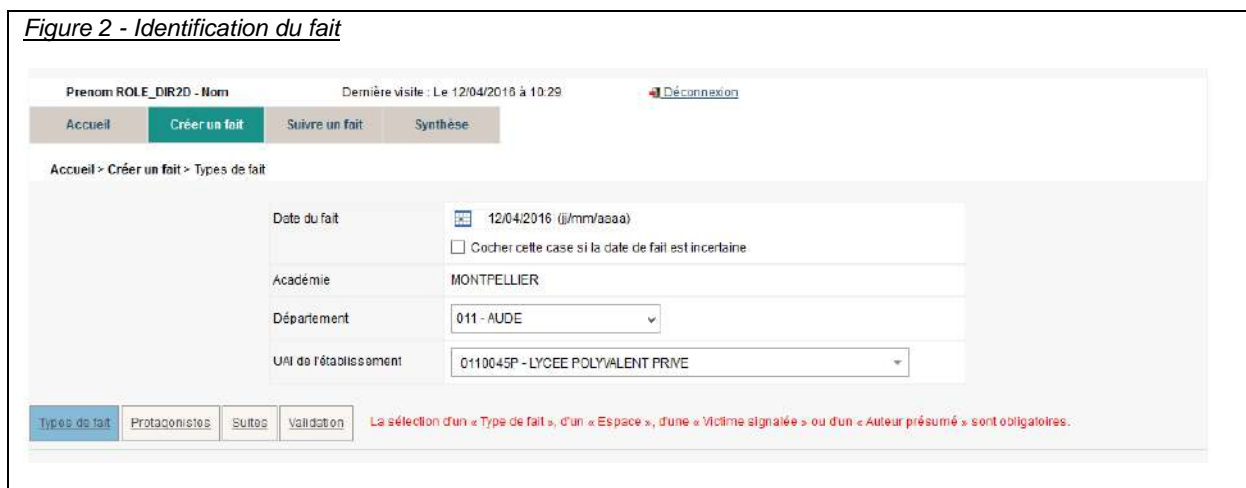 Figure 2 - Identification du fait
Prenom ROLE_DIR2D - Nom Dernière visite : Le 12/04/2016 à 10:29 Déconnexion
Accueil Créer un fait Suivre un fait Synthèse
Accueil > Créer un fait > Types de fait
Date du fait 12/04/2016 (jj/mm/aaaa)
Cocher cette case si la date de fait est incertaine
Académie MONTPELLIER
Département 011 - AUDE
UAI de l'établissement 0110045P - LYCEE POLYVALENT PRIVE
Types de fait Protagonistes Suites Validation La sélection d'un « Type de fait », d'un « Espace », d'une « Victime signalée » ou d'un « Auteur présumé » sont obligatoires.